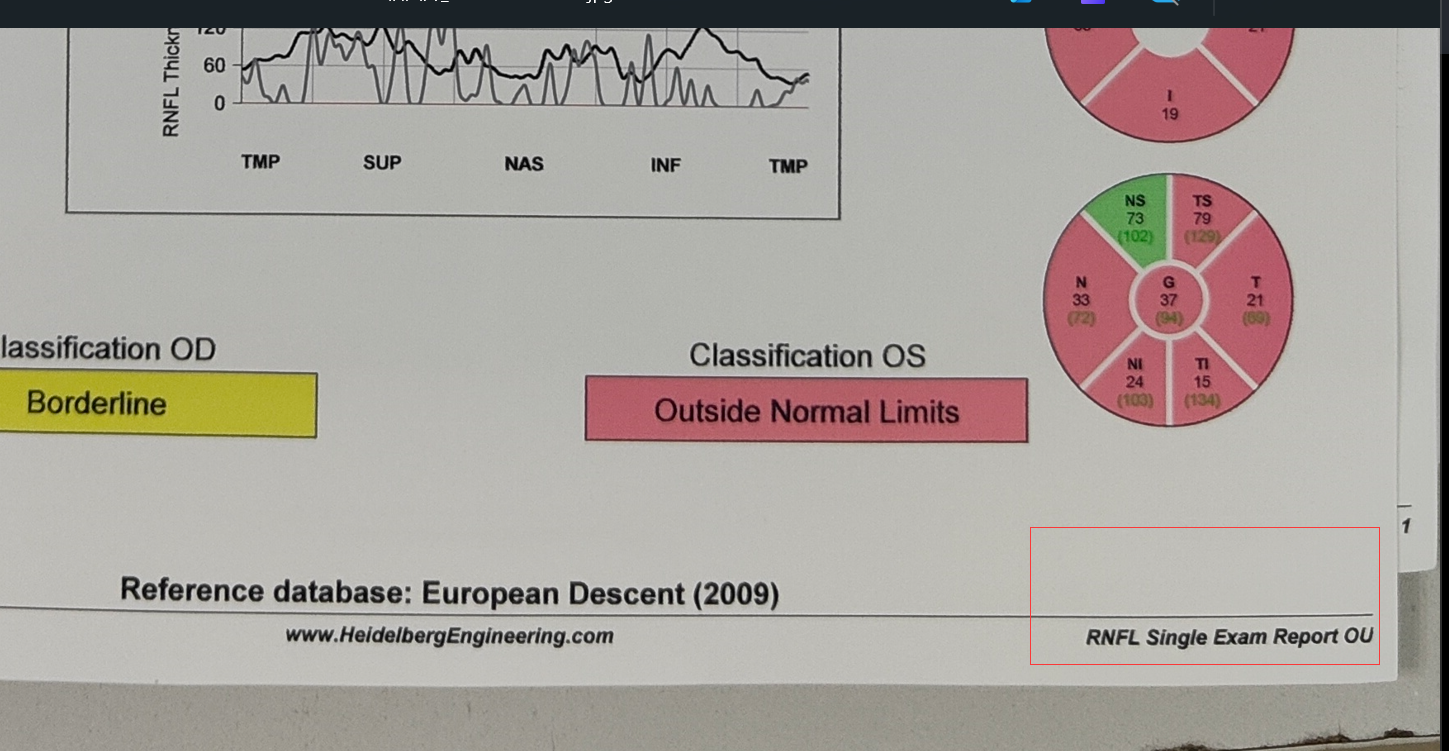 RNFL Thickn
120
60
0
TMP SUP NAS INF TMP
I
19
NS
73
(102)
TS
79
(129)
N
33
(72)
G
37
(94)
T
21
(69)
NI
24
(103)
TI
15
(134)
lassification OD
Borderline
Classification OS
Outside Normal Limits
1
Reference database: European Descent (2009)
www.HeidelbergEngineering.com
RNFL Single Exam Report OU